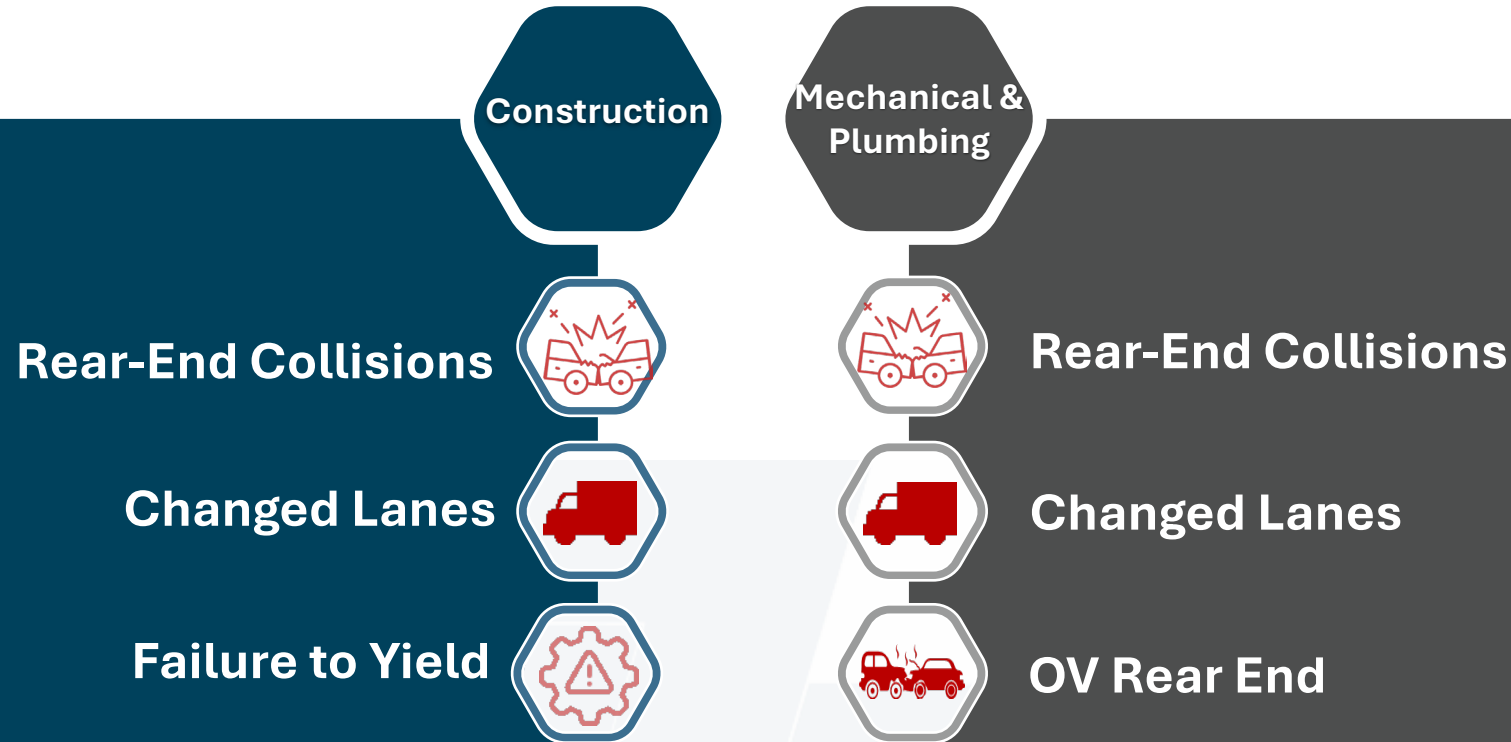 Construction
Rear-End Collisions
Changed Lanes
Failure to Yield
Mechanical &
Plumbing
Rear-End Collisions
Changed Lanes
OV Rear End